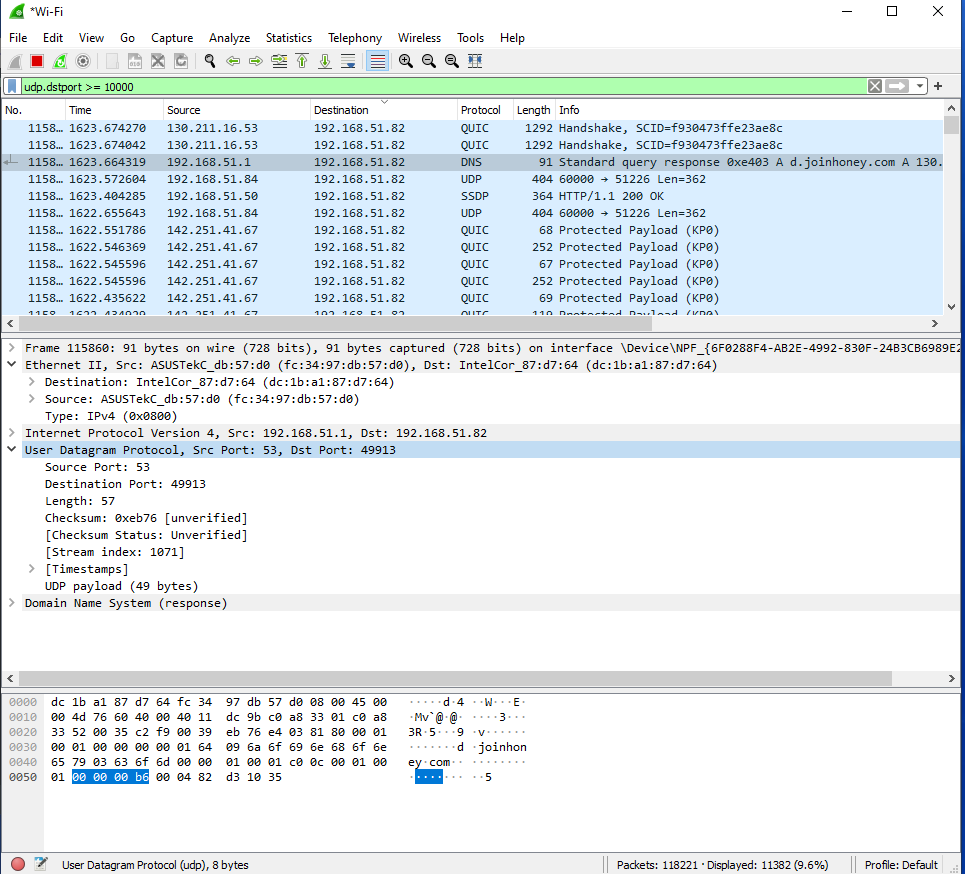 *Wi-Fi
File Edit View Go Capture Analyze Statistics Telephony Wireless Tools Help
udp.dstport >= 10000
No. Time Source Destination Protocol Length Info
1158… 1623.674270 130.211.16.53 192.168.51.82 QUIC 1292 Handshake, SCID=f930473ffe23ae8c
1158… 1623.674042 130.211.16.53 192.168.51.82 QUIC 1292 Handshake, SCID=f930473ffe23ae8c
1158… 1623.664319 192.168.51.1 192.168.51.82 DNS 91 Standard query response 0xe403 A d.joinhoney.com A 130.
1158… 1623.572604 192.168.51.84 192.168.51.82 UDP 404 60000 → 51226 Len=362
1158… 1623.404285 192.168.51.50 192.168.51.82 SSDP 364 HTTP/1.1 200 OK
1158… 1622.655643 192.168.51.84 192.168.51.82 UDP 404 60000 → 51226 Len=362
1158… 1622.551786 142.251.41.67 192.168.51.82 QUIC 68 Protected Payload (KP0)
1158… 1622.546369 142.251.41.67 192.168.51.82 QUIC 252 Protected Payload (KP0)
1158… 1622.545596 142.251.41.67 192.168.51.82 QUIC 67 Protected Payload (KP0)
1158… 1622.545596 142.251.41.67 192.168.51.82 QUIC 252 Protected Payload (KP0)
1158… 1622.435622 142.251.41.67 192.168.51.82 QUIC 69 Protected Payload (KP0)
1158… 1622.434929 142.251.41.67 192.168.51.82 QUIC 119 Protected Payload (KP0)
Frame 115860: 91 bytes on wire (728 bits), 91 bytes captured (728 bits) on interface \Device\NPF_{6F0288F4-AB2E-4992-830F-24B3CB6989E2
Ethernet II, Src: ASUSTekC_db:57:d0 (fc:34:97:db:57:d0), Dst: IntelCor_87:d7:64 (dc:1b:a1:87:d7:64)
Destination: IntelCor_87:d7:64 (dc:1b:a1:87:d7:64)
Source: ASUSTekC_db:57:d0 (fc:34:97:db:57:d0)
Type: IPv4 (0x0800)
Internet Protocol Version 4, Src: 192.168.51.1, Dst: 192.168.51.82
User Datagram Protocol, Src Port: 53, Dst Port: 49913
Source Port: 53
Destination Port: 49913
Length: 57
Checksum: 0xeb76 [unverified]
[Checksum Status: Unverified]
[Stream index: 1071]
[Timestamps]
UDP payload (49 bytes)
Domain Name System (response)
0000 dc 1b a1 87 d7 64 fc 34 97 db 57 d0 08 00 45 00 ·····d·4 ··W···E·
0010 00 4d 76 60 40 00 40 11 dc 9b c0 a8 33 01 c0 a8 ·Mv`@·@· ····3···
0020 33 52 00 35 c2 f9 00 39 eb 76 e4 03 81 80 00 01 3R·5···9 ·v······
0030 00 01 00 00 00 00 01 64 09 6a 6f 69 6e 68 6f 6e ·······d ·joinhon
0040 65 79 03 63 6f 6d 00 00 01 00 01 c0 0c 00 01 00 ey·com·· ········
0050 01 00 00 00 b6 00 04 82 d3 10 35 ········ ··5
User Datagram Protocol (udp), 8 bytes
Packets: 118221 · Displayed: 11382 (9.6%)
Profile: Default